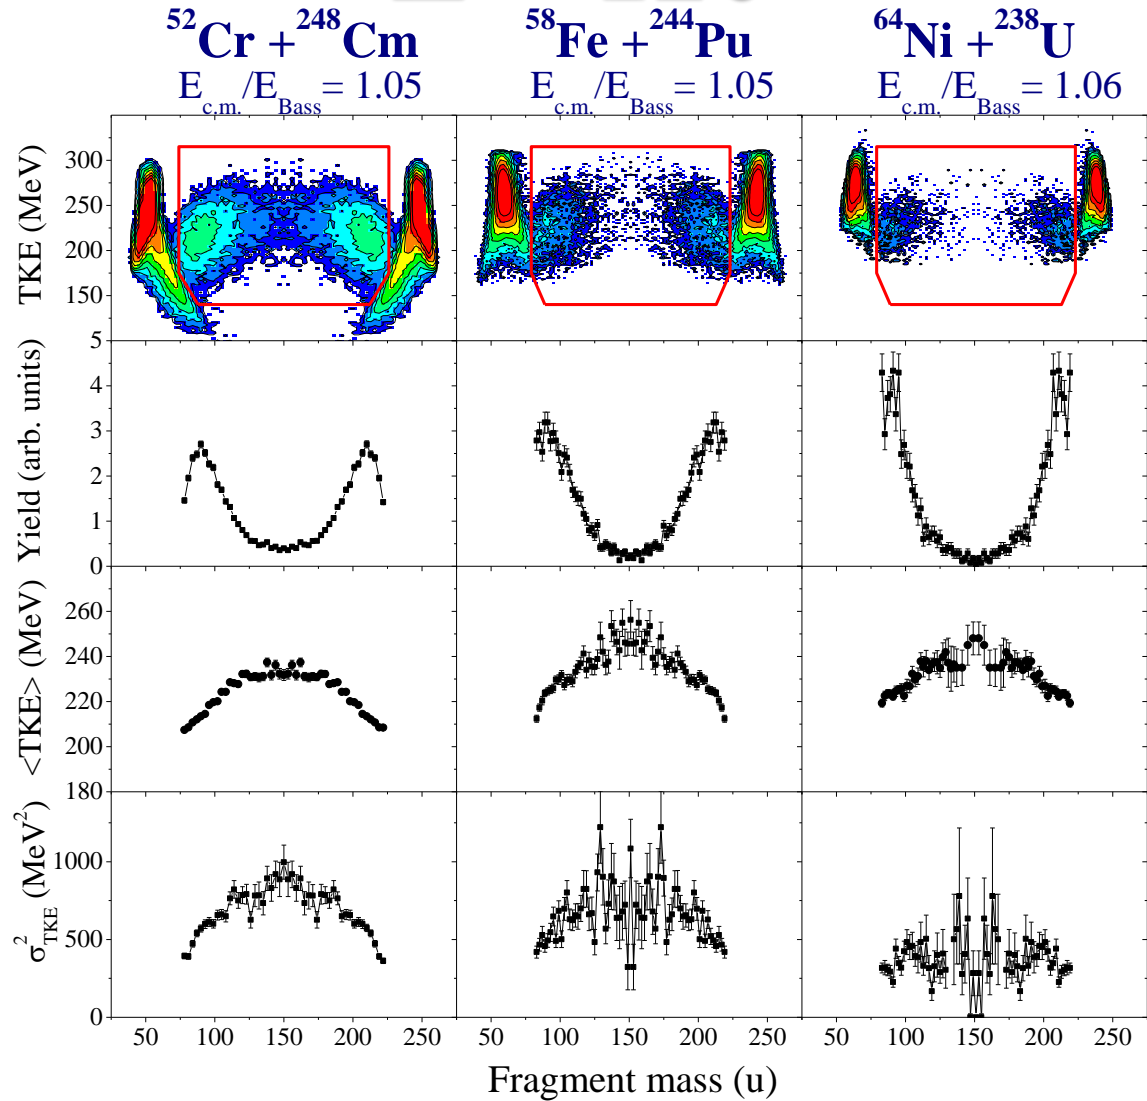 52Cr + 248Cm
58Fe + 244Pu
64Ni + 238U
Ec.m./EBass = 1.05
Ec.m./EBass = 1.05
Ec.m./EBass = 1.06
TKE (MeV)
300
250
200
150
5
Yield (arb. units)
4
3
2
1
0
<TKE> (MeV)
260
240
220
200
180
σ2TKE (MeV2)
1000
500
0
50 100 150 200 250
50 100 150 200 250
50 100 150 200 250
Fragment mass (u)